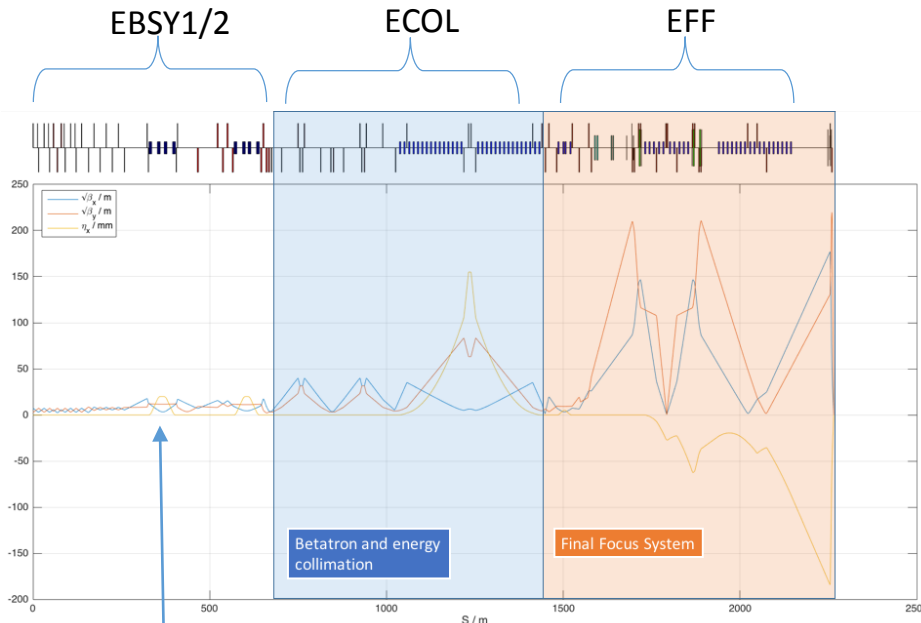 EBSY1/2 ECOL EFF
250
200
150
100
50
0
-50
-100
-150
-200
√β_x / m
√β_y / m
η_x / mm
Betatron and energy
collimation
Final Focus System
0 500 1000 1500 2000 250
S / m